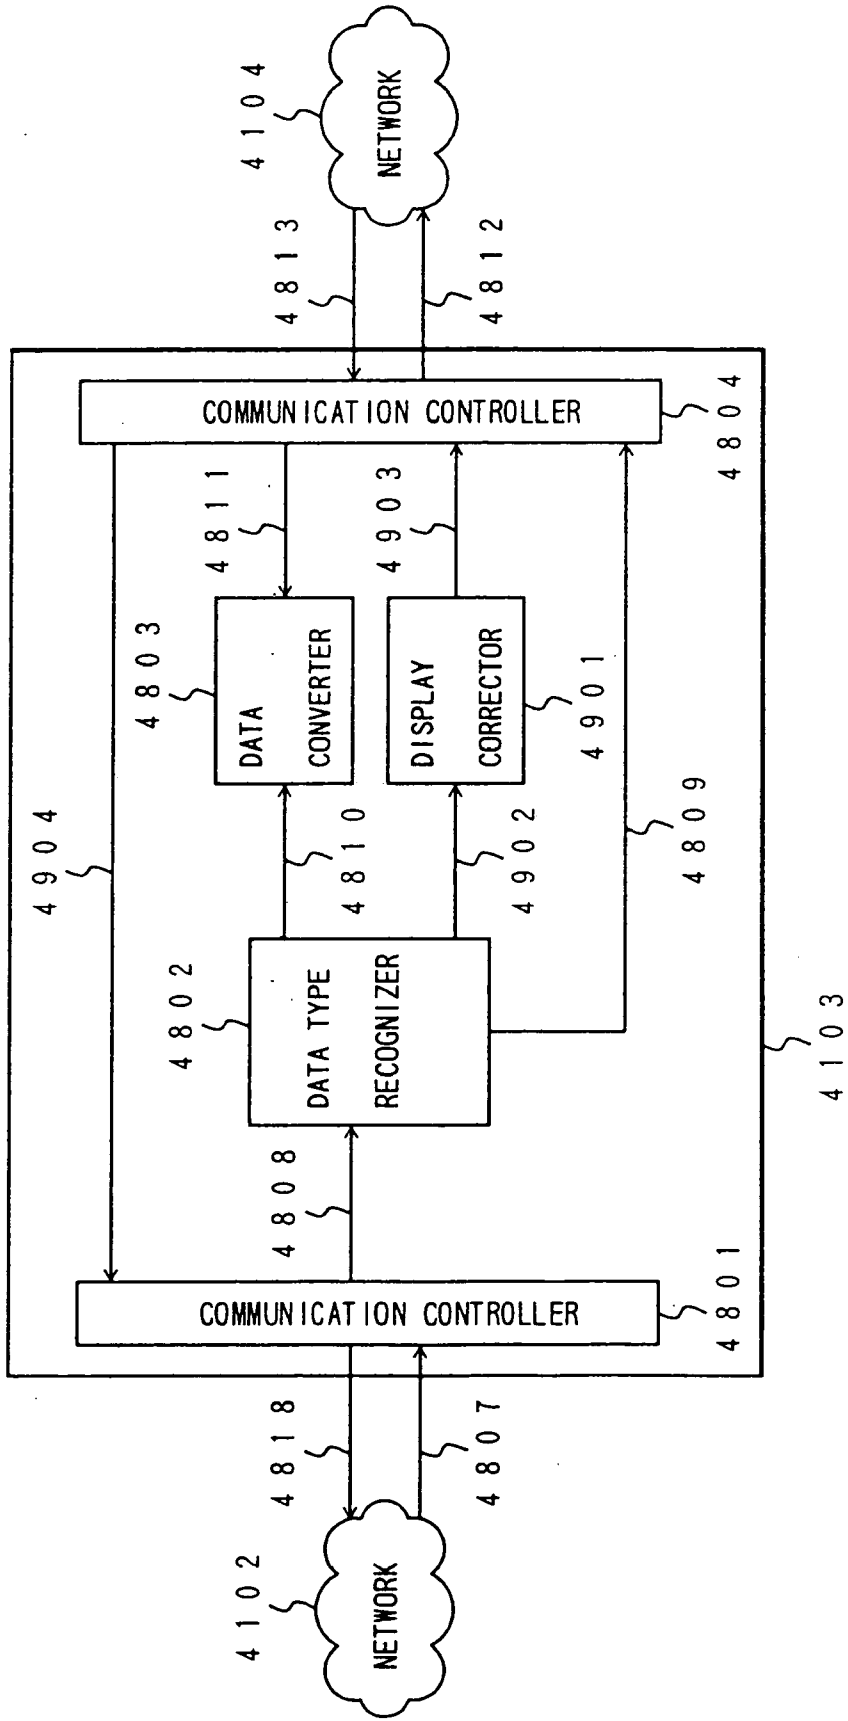 4904
4102
NETWORK
4818
4807
COMMUNICATION CONTROLLER
4801
4808
4802
DATA TYPE
RECOGNIZER
4810
4902
4803
DATA
CONVERTER
DISPLAY
CORRECTOR
4901
4809
4811
4903
COMMUNICATION CONTROLLER
4804
4813
4812
4104
NETWORK
4103